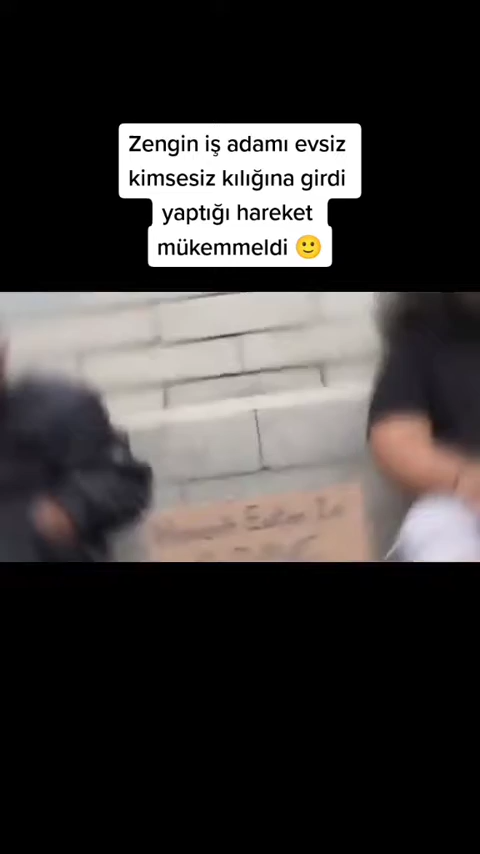 Zengin iş adamı evsiz
kimsesiz kılığına girdi
yaptığı hareket
mükemmeldi 🙂